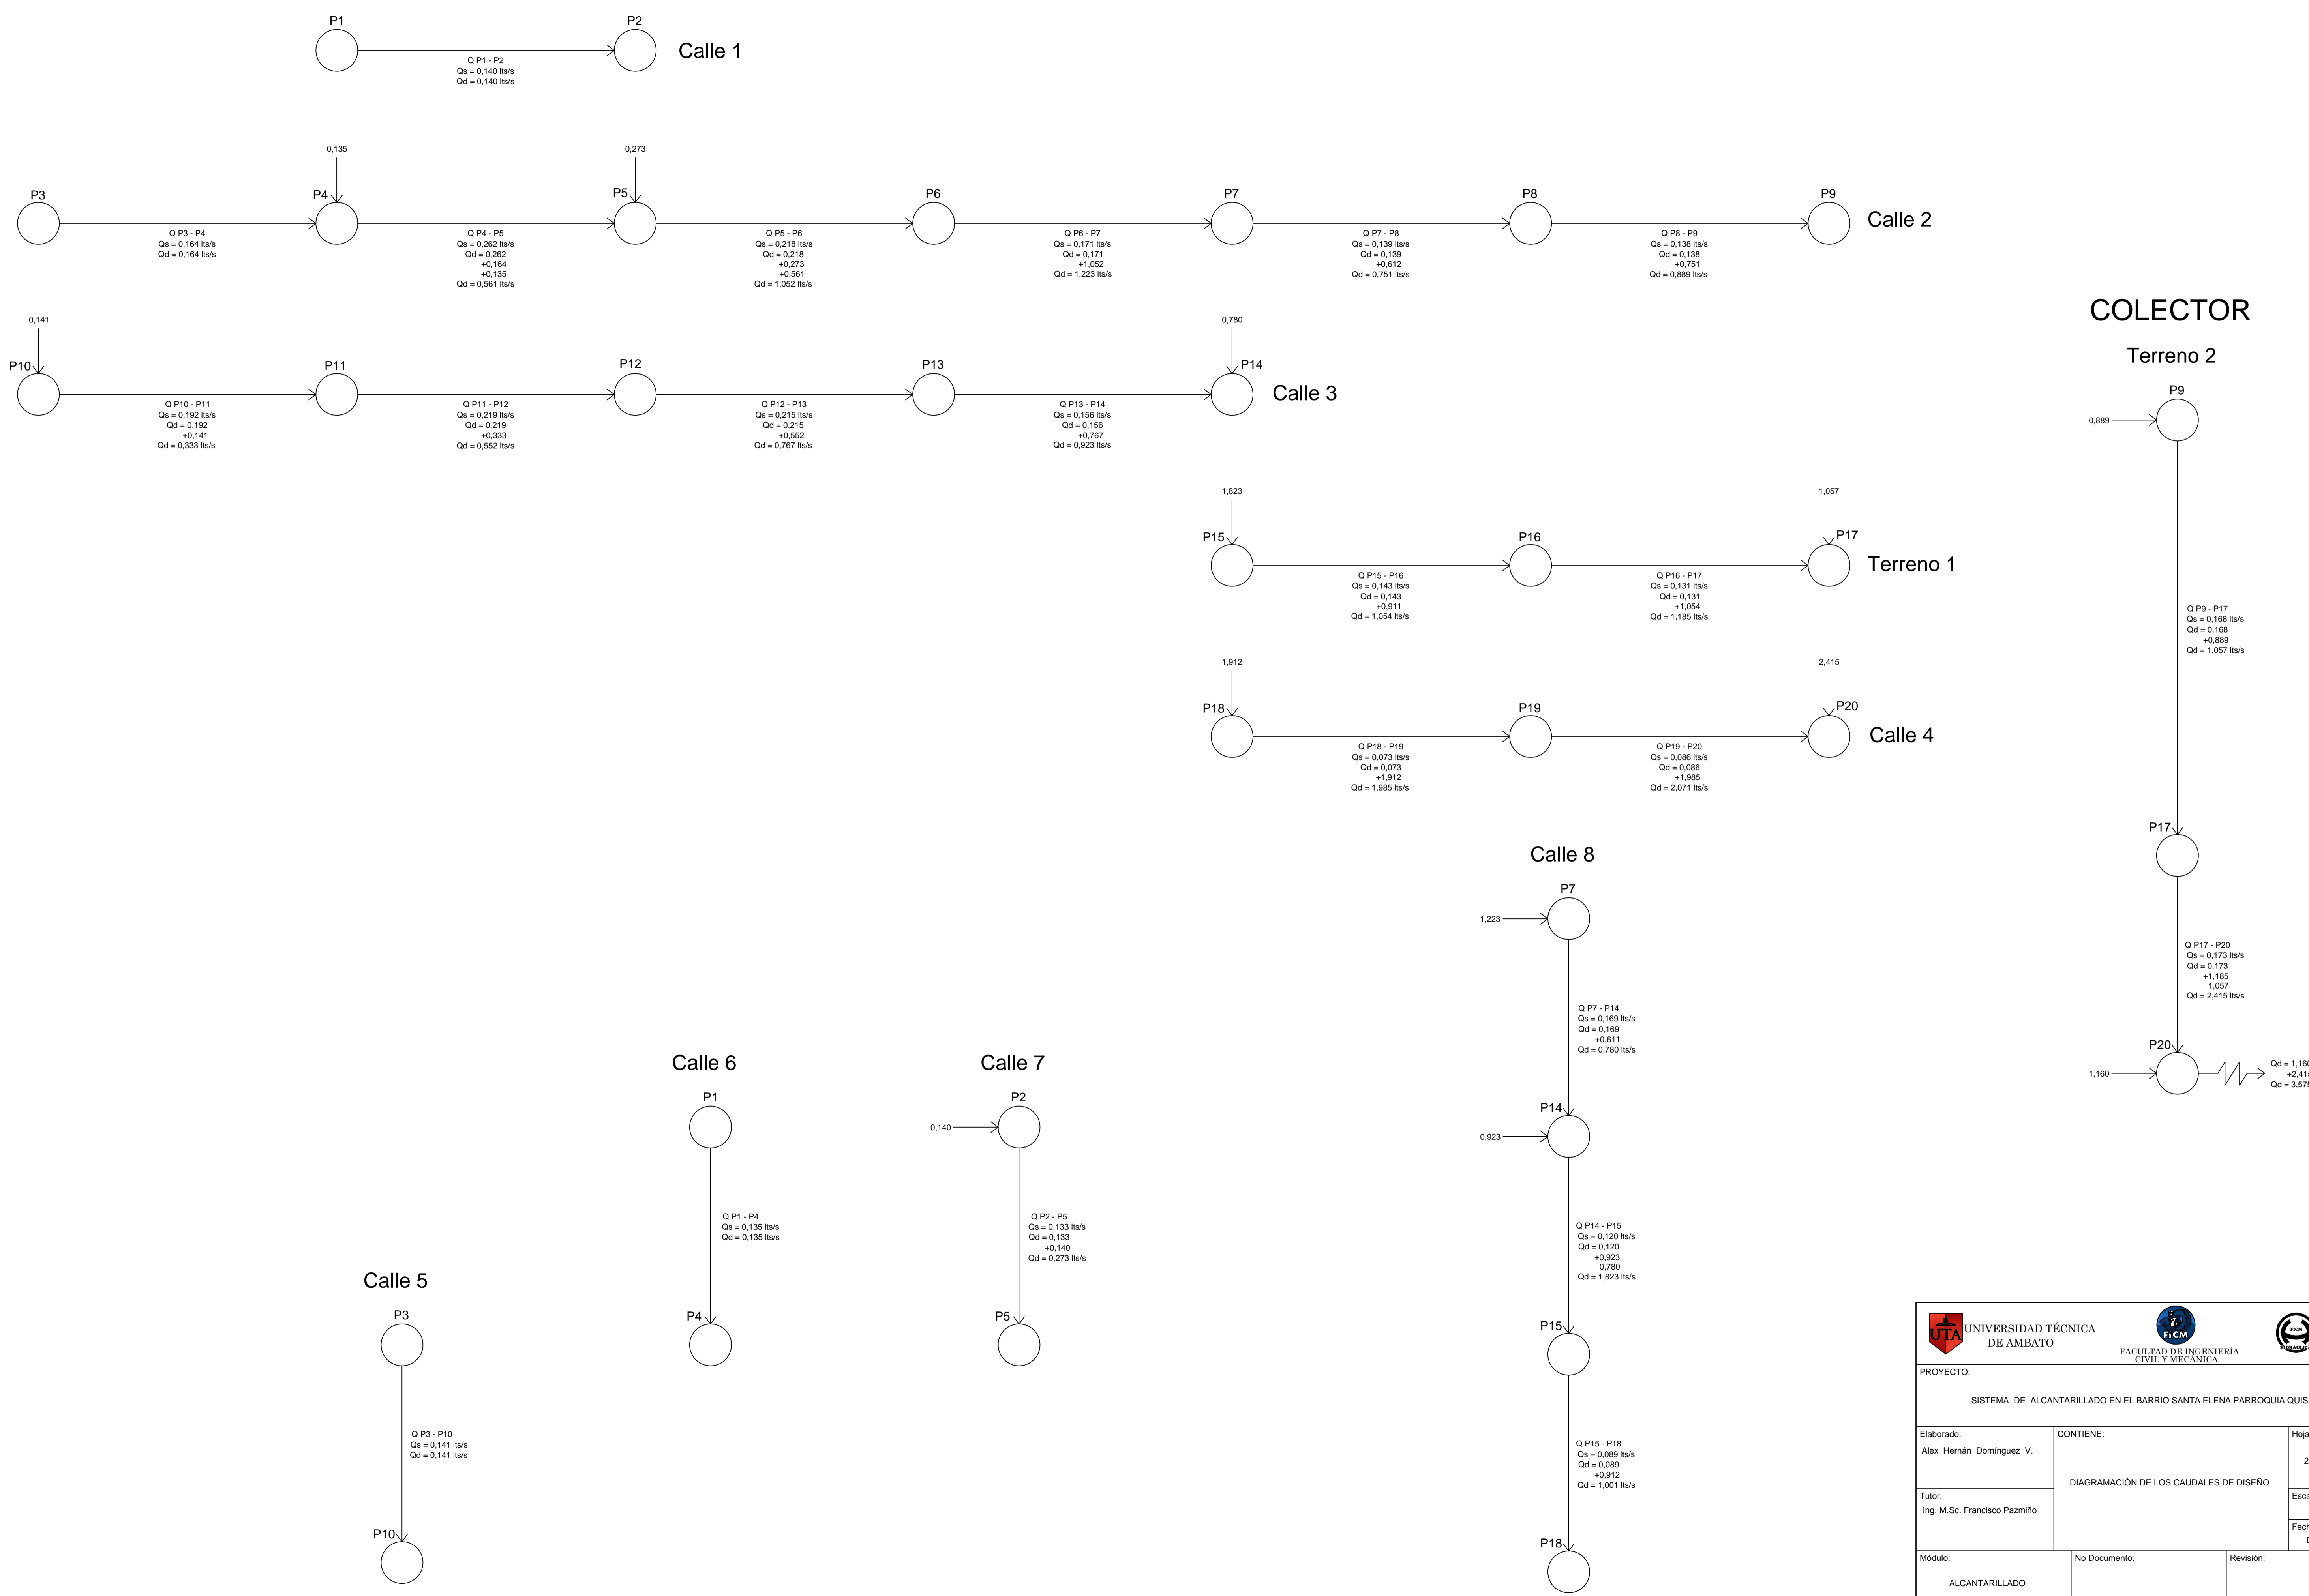 P1
P2
Calle 1
Q P1 - P2
Qs = 0,140 lts/s
Qd = 0,140 lts/s
0,135
0,273
P3
P4
P5
P6
P7
P8
P9
Calle 2
Q P3 - P4
Qs = 0,164 lts/s
Qd = 0,164 lts/s
Q P4 - P5
Qs = 0,262 lts/s
Qd = 0,262
+0,164
+0,135
Qd = 0,561 lts/s
Q P5 - P6
Qs = 0,218 lts/s
Qd = 0,218
+0,273
+0,561
Qd = 1,052 lts/s
Q P6 - P7
Qs = 0,171 lts/s
Qd = 0,171
+1,052
Qd = 1,223 lts/s
Q P7 - P8
Qs = 0,139 lts/s
Qd = 0,139
+0,612
Qd = 0,751 lts/s
Q P8 - P9
Qs = 0,138 lts/s
Qd = 0,138
+0,751
Qd = 0,889 lts/s
0,141
0,780
P10
P11
P12
P13
P14
Calle 3
Q P10 - P11
Qs = 0,192 lts/s
Qd = 0,192
+0,141
Qd = 0,333 lts/s
Q P11 - P12
Qs = 0,219 lts/s
Qd = 0,219
+0,333
Qd = 0,552 lts/s
Q P12 - P13
Qs = 0,215 lts/s
Qd = 0,215
+0,552
Qd = 0,767 lts/s
Q P13 - P14
Qs = 0,156 lts/s
Qd = 0,156
+0,767
Qd = 0,923 lts/s
1,823
1,057
P15
P16
P17
Terreno 1
Q P15 - P16
Qs = 0,143 lts/s
Qd = 0,143
+0,911
Qd = 1,054 lts/s
Q P16 - P17
Qs = 0,131 lts/s
Qd = 0,131
+1,054
Qd = 1,185 lts/s
1,912
2,415
P18
P19
P20
Calle 4
Q P18 - P19
Qs = 0,073 lts/s
Qd = 0,073
+1,912
Qd = 1,985 lts/s
Q P19 - P20
Qs = 0,086 lts/s
Qd = 0,086
+1,985
Qd = 2,071 lts/s
COLECTOR
Terreno 2
P9
0,889
Q P9 - P17
Qs = 0,168 lts/s
Qd = 0,168
+0,889
Qd = 1,057 lts/s
P17
Q P17 - P20
Qs = 0,173 lts/s
Qd = 0,173
+1,185
1,057
Qd = 2,415 lts/s
P20
1,160
Qd = 1,160
+2,415
Qd = 3,575
Calle 8
P7
1,223
Q P7 - P14
Qs = 0,169 lts/s
Qd = 0,169
+0,611
Qd = 0,780 lts/s
P14
0,923
Q P14 - P15
Qs = 0,120 lts/s
Qd = 0,120
+0,923
0,780
Qd = 1,823 lts/s
P15
Q P15 - P18
Qs = 0,089 lts/s
Qd = 0,089
+0,912
Qd = 1,001 lts/s
P18
Calle 6
P1
Q P1 - P4
Qs = 0,135 lts/s
Qd = 0,135 lts/s
P4
Calle 7
P2
0,140
Q P2 - P5
Qs = 0,133 lts/s
Qd = 0,133
+0,140
Qd = 0,273 lts/s
P5
Calle 5
P3
Q P3 - P10
Qs = 0,141 lts/s
Qd = 0,141 lts/s
P10
UTA
UNIVERSIDAD TÉCNICA
DE AMBATO
FICM
FACULTAD DE INGENIERÍA
CIVIL Y MECÁNICA
FICM
PROYECTO:
SISTEMA DE ALCANTARILLADO EN EL BARRIO SANTA ELENA PARROQUIA
Elaborado:
Alex Hernán Domínguez V.
CONTIENE:
DIAGRAMACIÓN DE LOS CAUDALES DE DISEÑO
Hoja
2
Tutor:
Ing. M.Sc. Francisco Pazmiño
Módulo:
ALCANTARILLADO
No Documento:
Revisión: